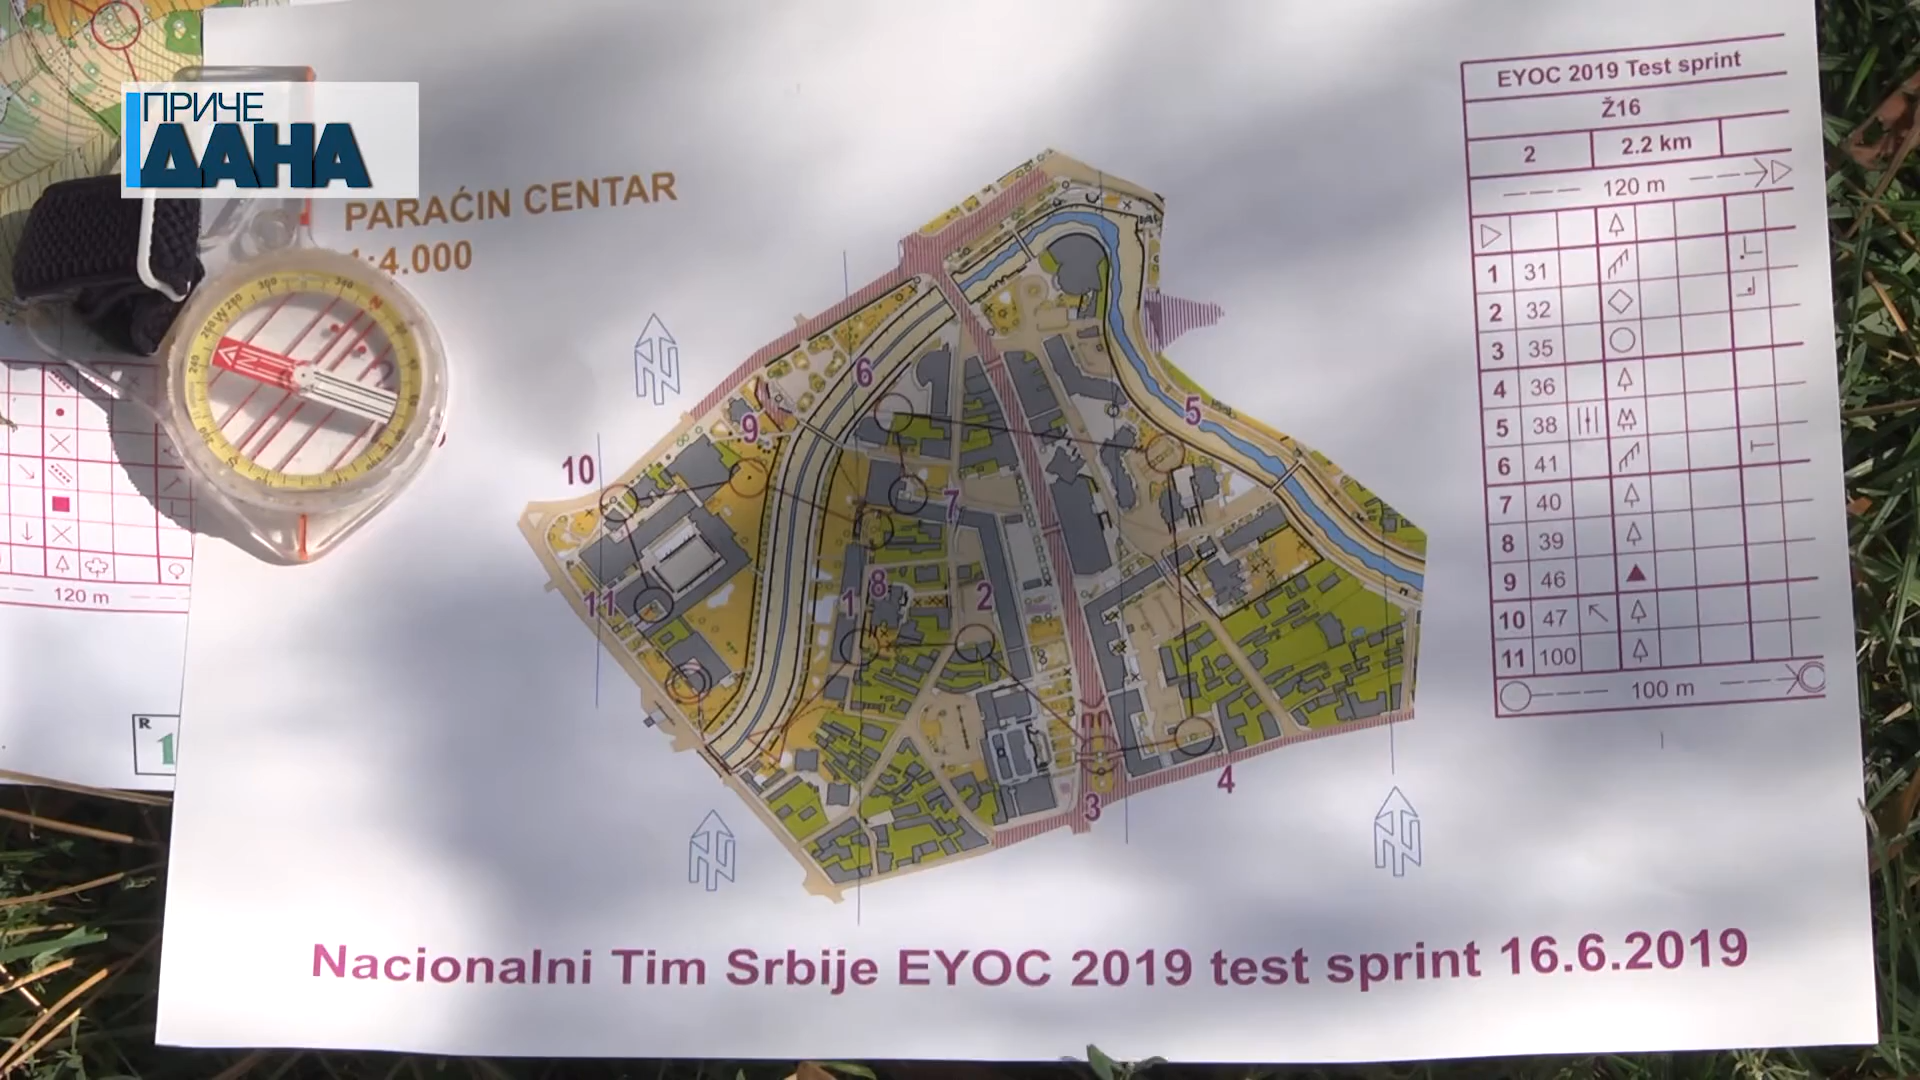 ПРИЧЕ
ДАНА
PARAĆIN CENTAR
1:4.000
EYOC 2019 Test sprint
Ž16
2 2.2 km
120 m
1 31
2 32
3 35
4 36
5 38
6 41
7 40
8 39
9 46
10 47
11 100
100 m
6
5
9
10
7
11
1
8
2
4
3
120 m
R
1
Nacionalni Tim Srbije EYOC 2019 test sprint 16.6.2019